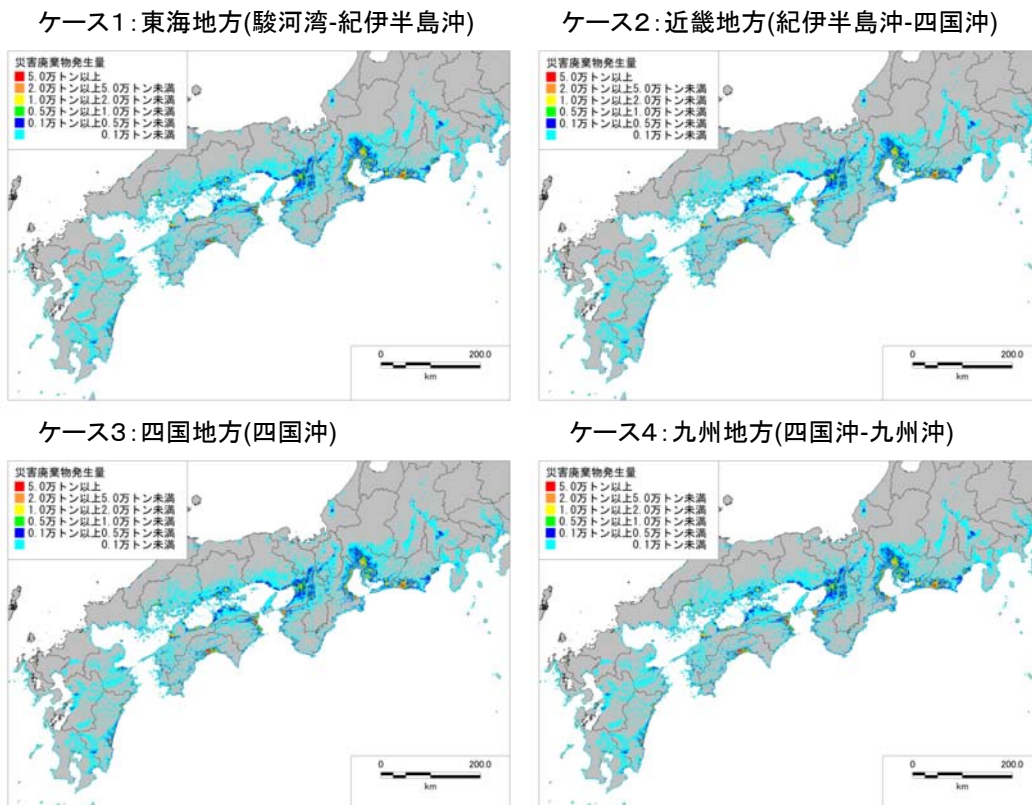 ケース1：東海地方(駿河湾-紀伊半島沖)
災害廃棄物発生量
5.0万トン以上
2.0万トン以上5.0万トン未満
1.0万トン以上2.0万トン未満
0.5万トン以上1.0万トン未満
0.1万トン以上0.5万トン未満
0.1万トン未満
0 200.0
km
ケース2：近畿地方(紀伊半島沖-四国沖)
災害廃棄物発生量
5.0万トン以上
2.0万トン以上5.0万トン未満
1.0万トン以上2.0万トン未満
0.5万トン以上1.0万トン未満
0.1万トン以上0.5万トン未満
0.1万トン未満
0 200.0
km
ケース3：四国地方(四国沖)
災害廃棄物発生量
5.0万トン以上
2.0万トン以上5.0万トン未満
1.0万トン以上2.0万トン未満
0.5万トン以上1.0万トン未満
0.1万トン以上0.5万トン未満
0.1万トン未満
0 200.0
km
ケース4：九州地方(四国沖-九州沖)
災害廃棄物発生量
5.0万トン以上
2.0万トン以上5.0万トン未満
1.0万トン以上2.0万トン未満
0.5万トン以上1.0万トン未満
0.1万トン以上0.5万トン未満
0.1万トン未満
0 200.0
km